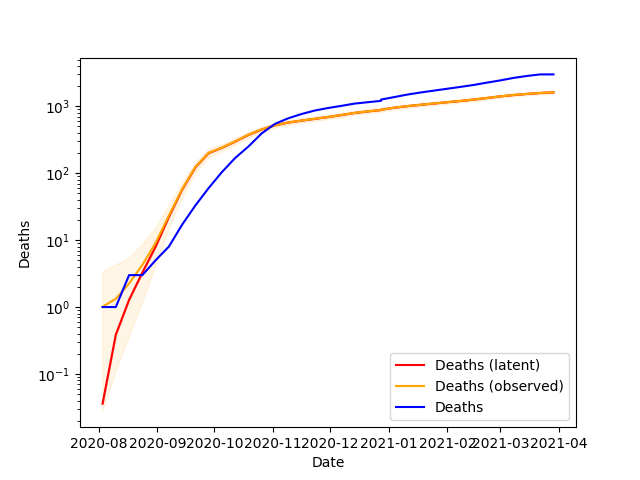 Deaths
10³
10²
10¹
10⁰
10⁻¹
Deaths (latent)
Deaths (observed)
Deaths
2020-08 2020-09 2020-10 2020-11 2020-12 2021-01 2021-02 2021-03 2021-04
Date